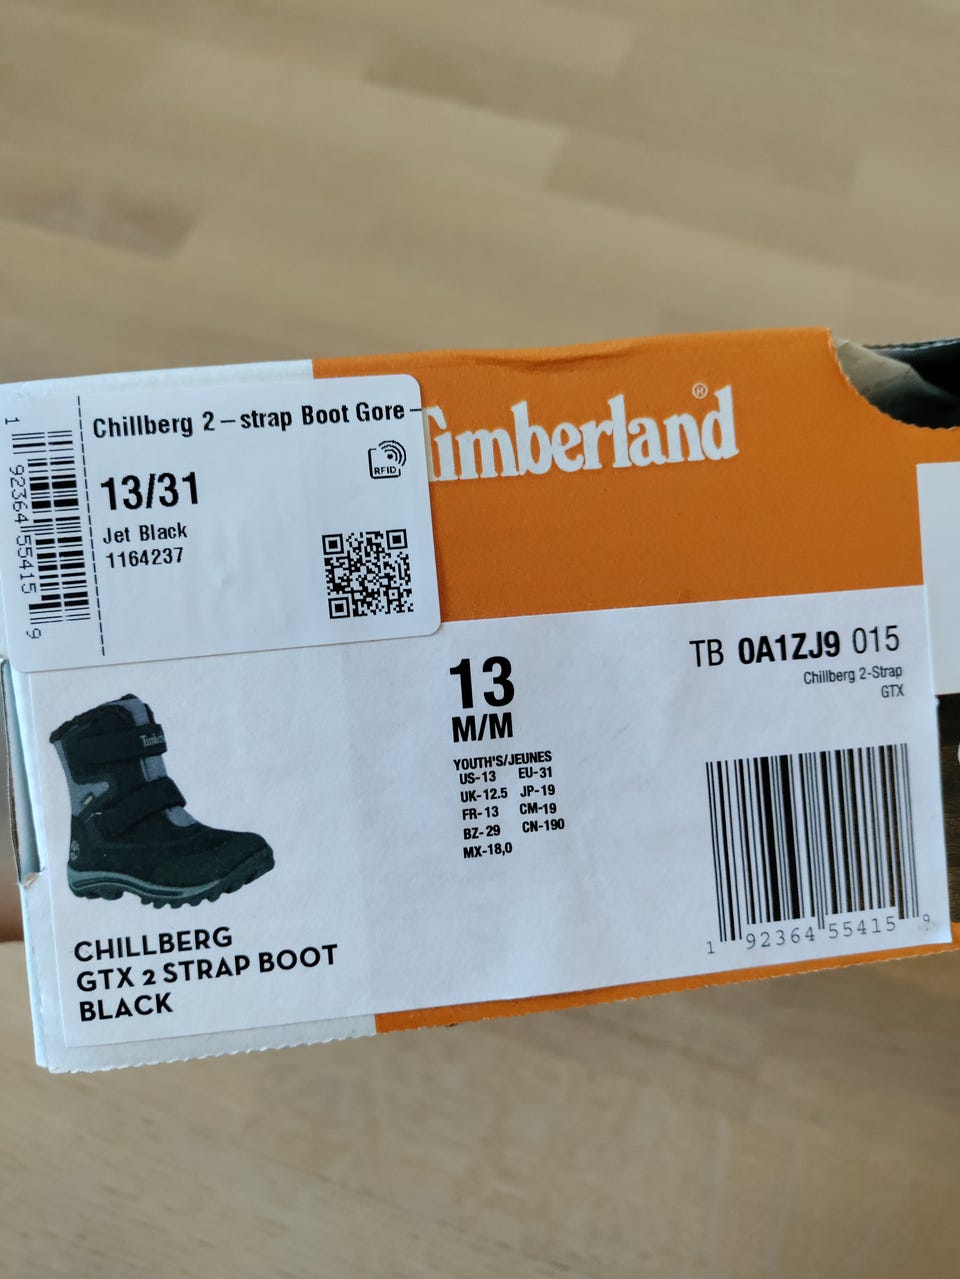 Chillberg 2-strap Boot Gore-
RFID
13/31
Jet Black
1164237
1 92364 55415 9
Timberland®
TB 0A1ZJ9 015
Chillberg 2-Strap
GTX
13
M/M
YOUTH'S/JEUNES
US-13 EU-31
UK-12.5 JP-19
FR-13 CM-19
BZ-29 CN-190
MX-18,0
1 92364 55415 9
CHILLBERG
GTX 2 STRAP BOOT
BLACK